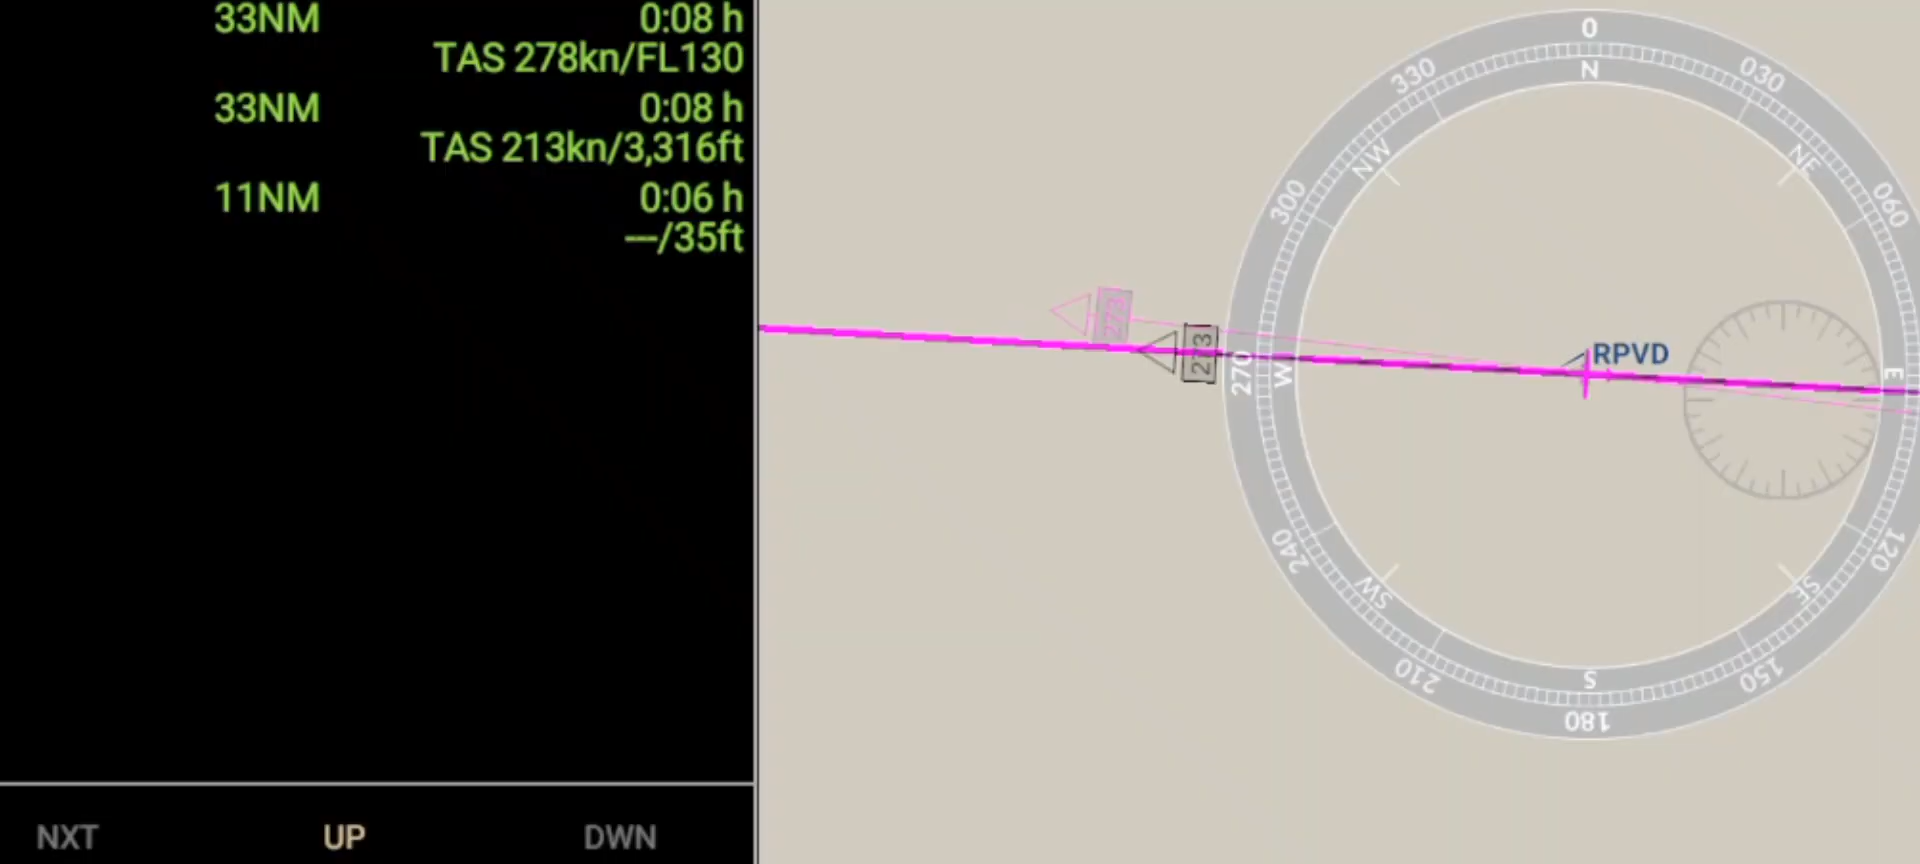 33NM 0:08 h
TAS 278kn/FL130
33NM 0:08 h
TAS 213kn/3,316ft
11NM 0:06 h
---/35ft
NXT UP DWN
0
330 030
N
NW NE
300 060
273
273
RPVD
270 W E
240 120
SW SE
210 150
S
180